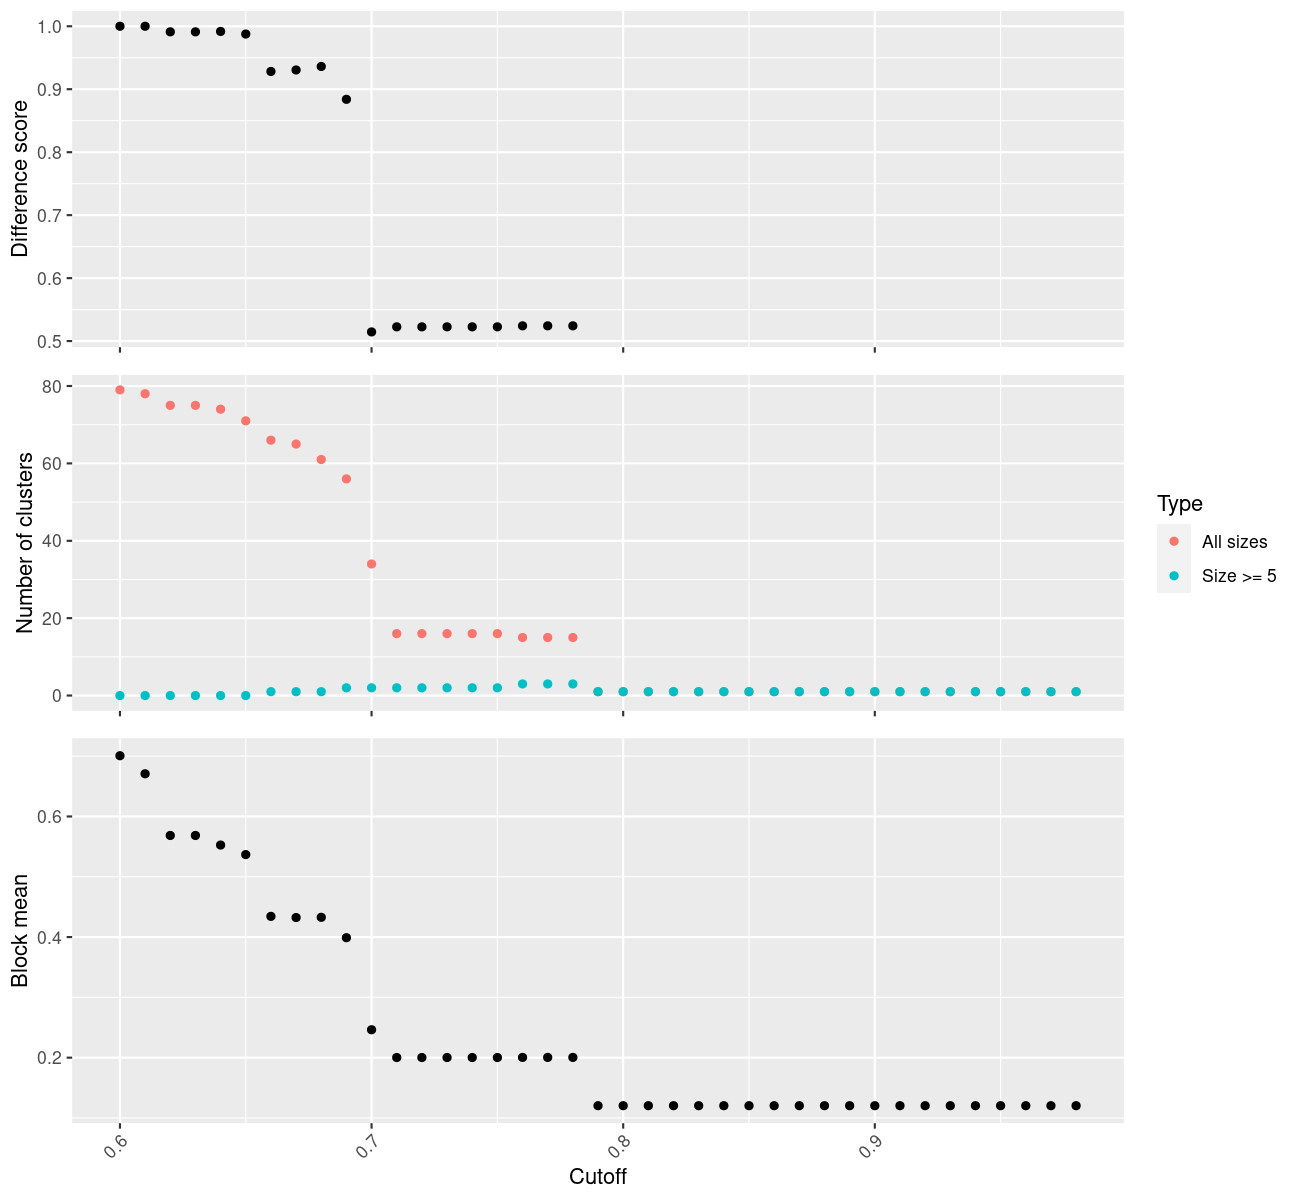 Difference score
1.0
0.9
0.8
0.7
0.6
0.5
Number of clusters
80
60
40
20
0
Type
All sizes
Size >= 5
Block mean
0.6
0.4
0.2
0.6
0.7
0.8
0.9
Cutoff